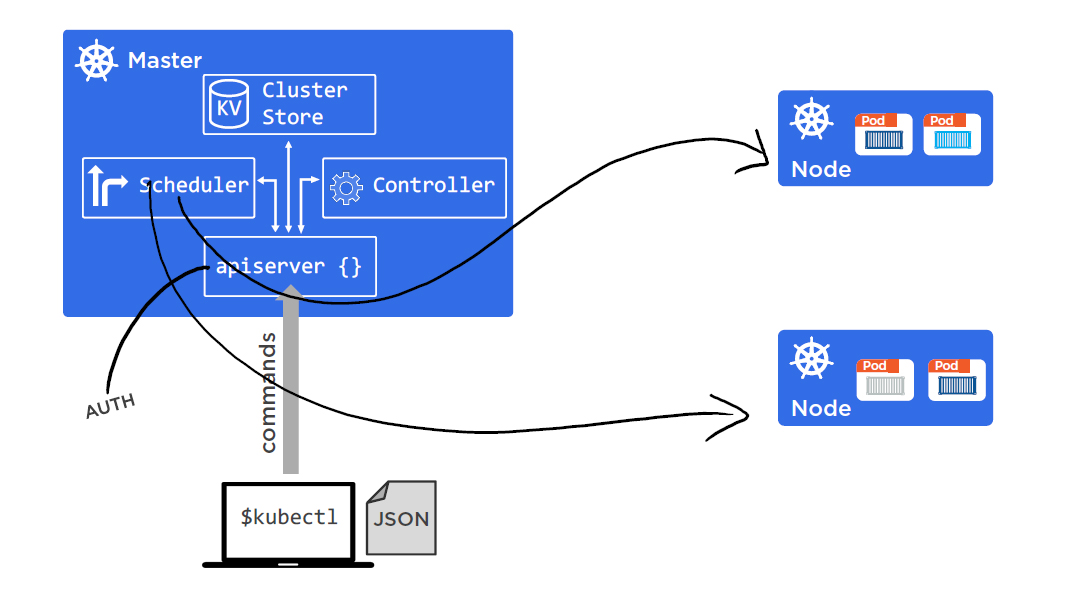 Master
KV
Cluster
Store
Scheduler
Controller
apiserver {}
commands
AUTH
$kubectl
JSON
Pod
Pod
Node
Pod
Pod
Node